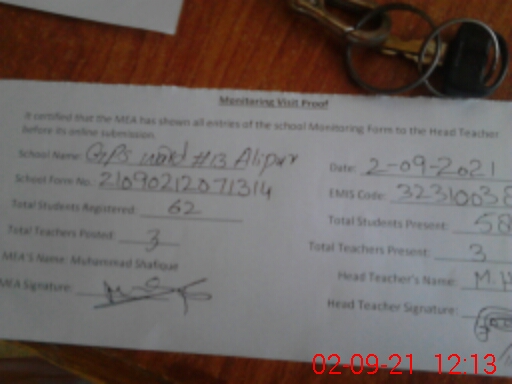 Monitoring Visit Proof
It certified that the MEA has shown all entries of the school Monitoring Form to the Head Teacher
before its online submission.
School Name: GPS ward #13 Alipur
Date: 2-09-2021
School Form No. 21090212071314
EMIS Code: 3231003
Total Students Registered: 62
Total Students Present: 58
Total Teachers Posted: 3
Total Teachers Present: 3
MEA'S Name: Muhammad Shafique
Head Teacher's Name: M.H
MEA Signature:
Head Teacher Signature:
02-09-21 12:13